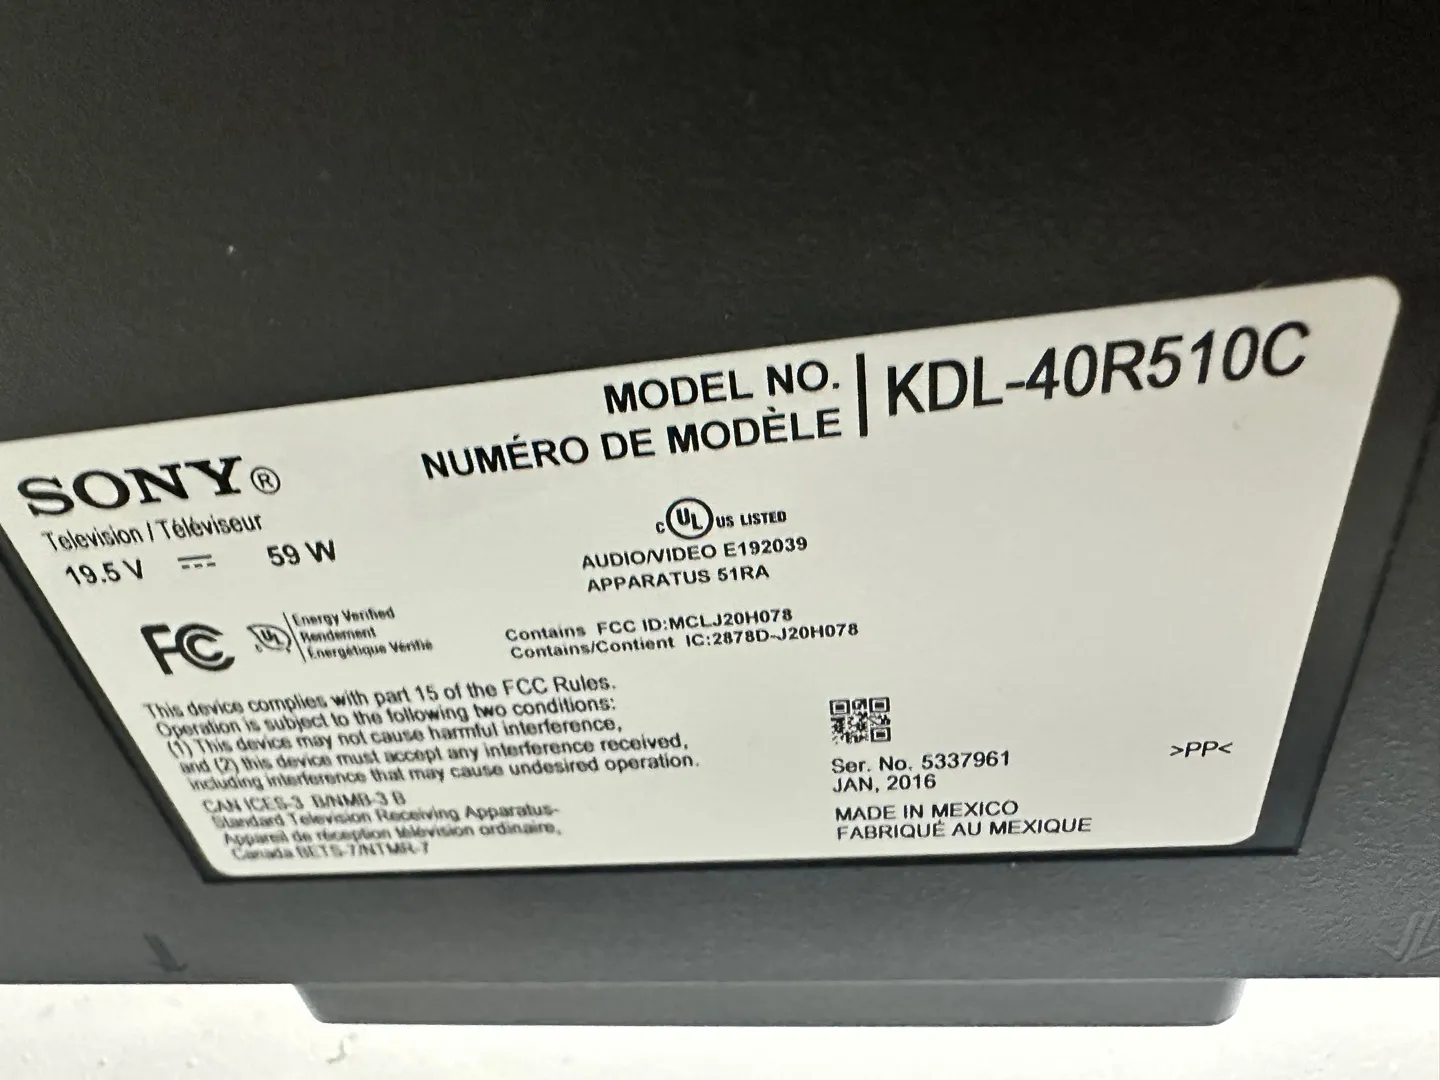 MODEL NO.
NUMÉRO DE MODÈLE
KDL-40R510C
SONY®
Television / Téléviseur
19.5 V 59 W
C UL US LISTED
AUDIO/VIDEO E192039
APPARATUS 51RA
FC
C UL
Energy Verified
Rendement
Énergétique Vérifié
Contains FCC ID:MCLJ20H078
Contains/Contient IC:2878D-J20H078
This device complies with part 15 of the FCC Rules.
Operation is subject to the following two conditions:
(1) This device may not cause harmful interference,
and (2) this device must accept any interference received,
including interference that may cause undesired operation.
CAN ICES-3 B/NMB-3 B
Standard Television Receiving Apparatus-
Appareil de réception télévision ordinaire,
Canada BETS-7/NTMR-7
Ser. No. 5337961
JAN, 2016
MADE IN MEXICO
FABRIQUÉ AU MEXIQUE
>PP<